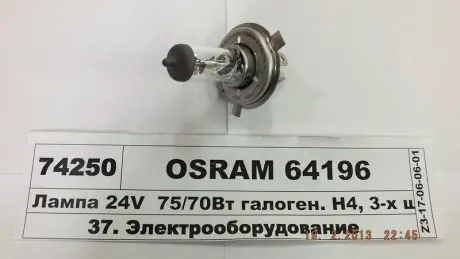 74250
OSRAM 64196
Лампа 24V 75/70Вт галоген. H4, 3-х ш
37. Электрооборудование
Z3-17-06-06-01
2.2013 22:45